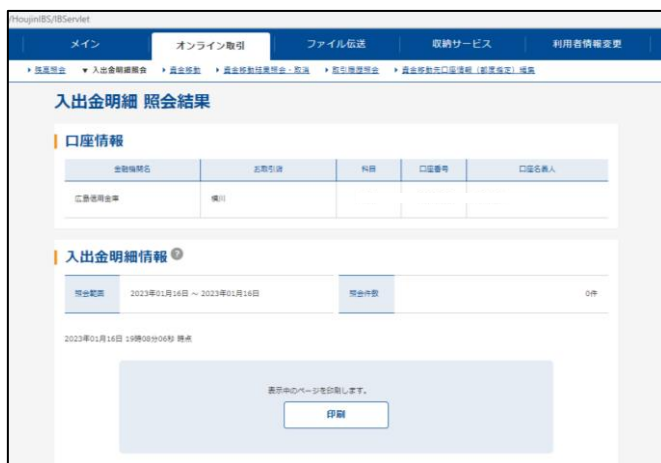 /HoujinIBS/IBServlet
メイン オンライン取引 ファイル伝送 収納サービス 利用者情報変更
残高照会 ▼ 入出金明細照会 資金移動 資金移動結果照会・取消 取引履歴照会 資金移動先口座情報（都度指定）編集
入出金明細 照会結果
口座情報
金融機関名 お取引店 科目 口座番号 口座名義人
広島信用金庫 横川
入出金明細情報 ?
照会範囲 2023年01月16日 ～ 2023年01月16日 照会件数 0件
2023年01月16日 19時08分06秒 時点
表示中のページを印刷します。
印刷